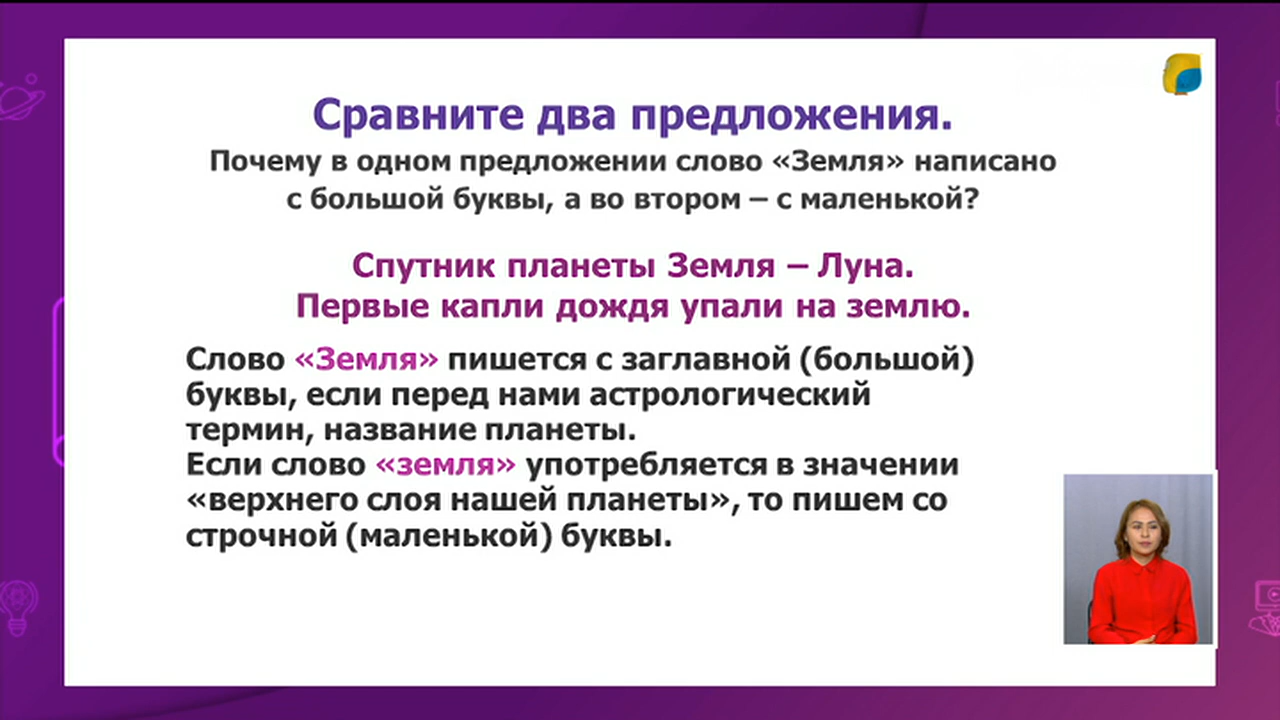 Сравните два предложения.
Почему в одном предложении слово «Земля» написано
с большой буквы, а во втором – с маленькой?
Спутник планеты Земля – Луна.
Первые капли дождя упали на землю.
Слово «Земля» пишется с заглавной (большой)
буквы, если перед нами астрологический
термин, название планеты.
Если слово «земля» употребляется в значении
«верхнего слоя нашей планеты», то пишем со
строчной (маленькой) буквы.